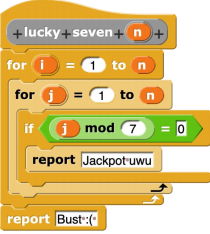 +lucky+seven+ n +
for i = 1 to n
for j = 1 to n
if j mod 7 = 0
report Jackpot uwu
report Bust :(